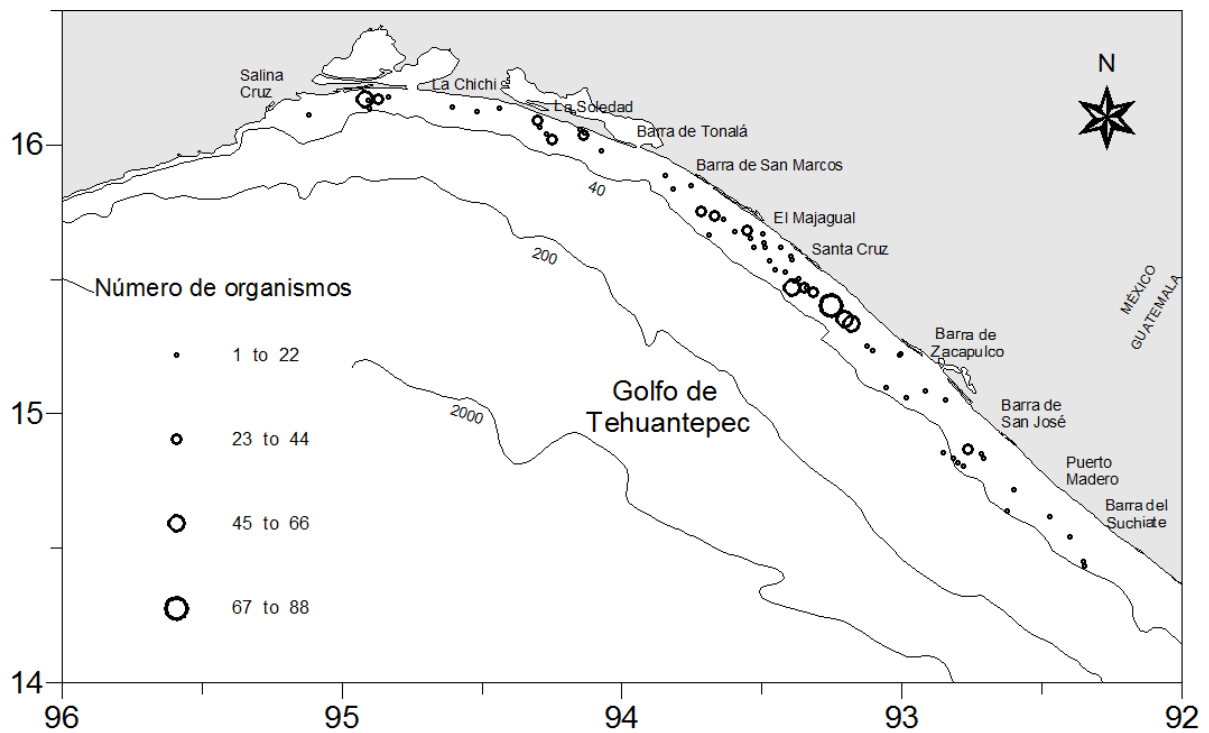 Salina
Cruz
La Chichi
La Soledad
Barra de Tonalá
Barra de San Marcos
El Majagual
Santa Cruz
Barra de
Zacapulco
Barra de
San José
Puerto
Madero
Barra del
Suchiate
N
MÉXICO
GUATEMALA
40
200
2000
Golfo de
Tehuantepec
Número de organismos
1 to 22
23 to 44
45 to 66
67 to 88
16
15
14
96
95
94
93
92